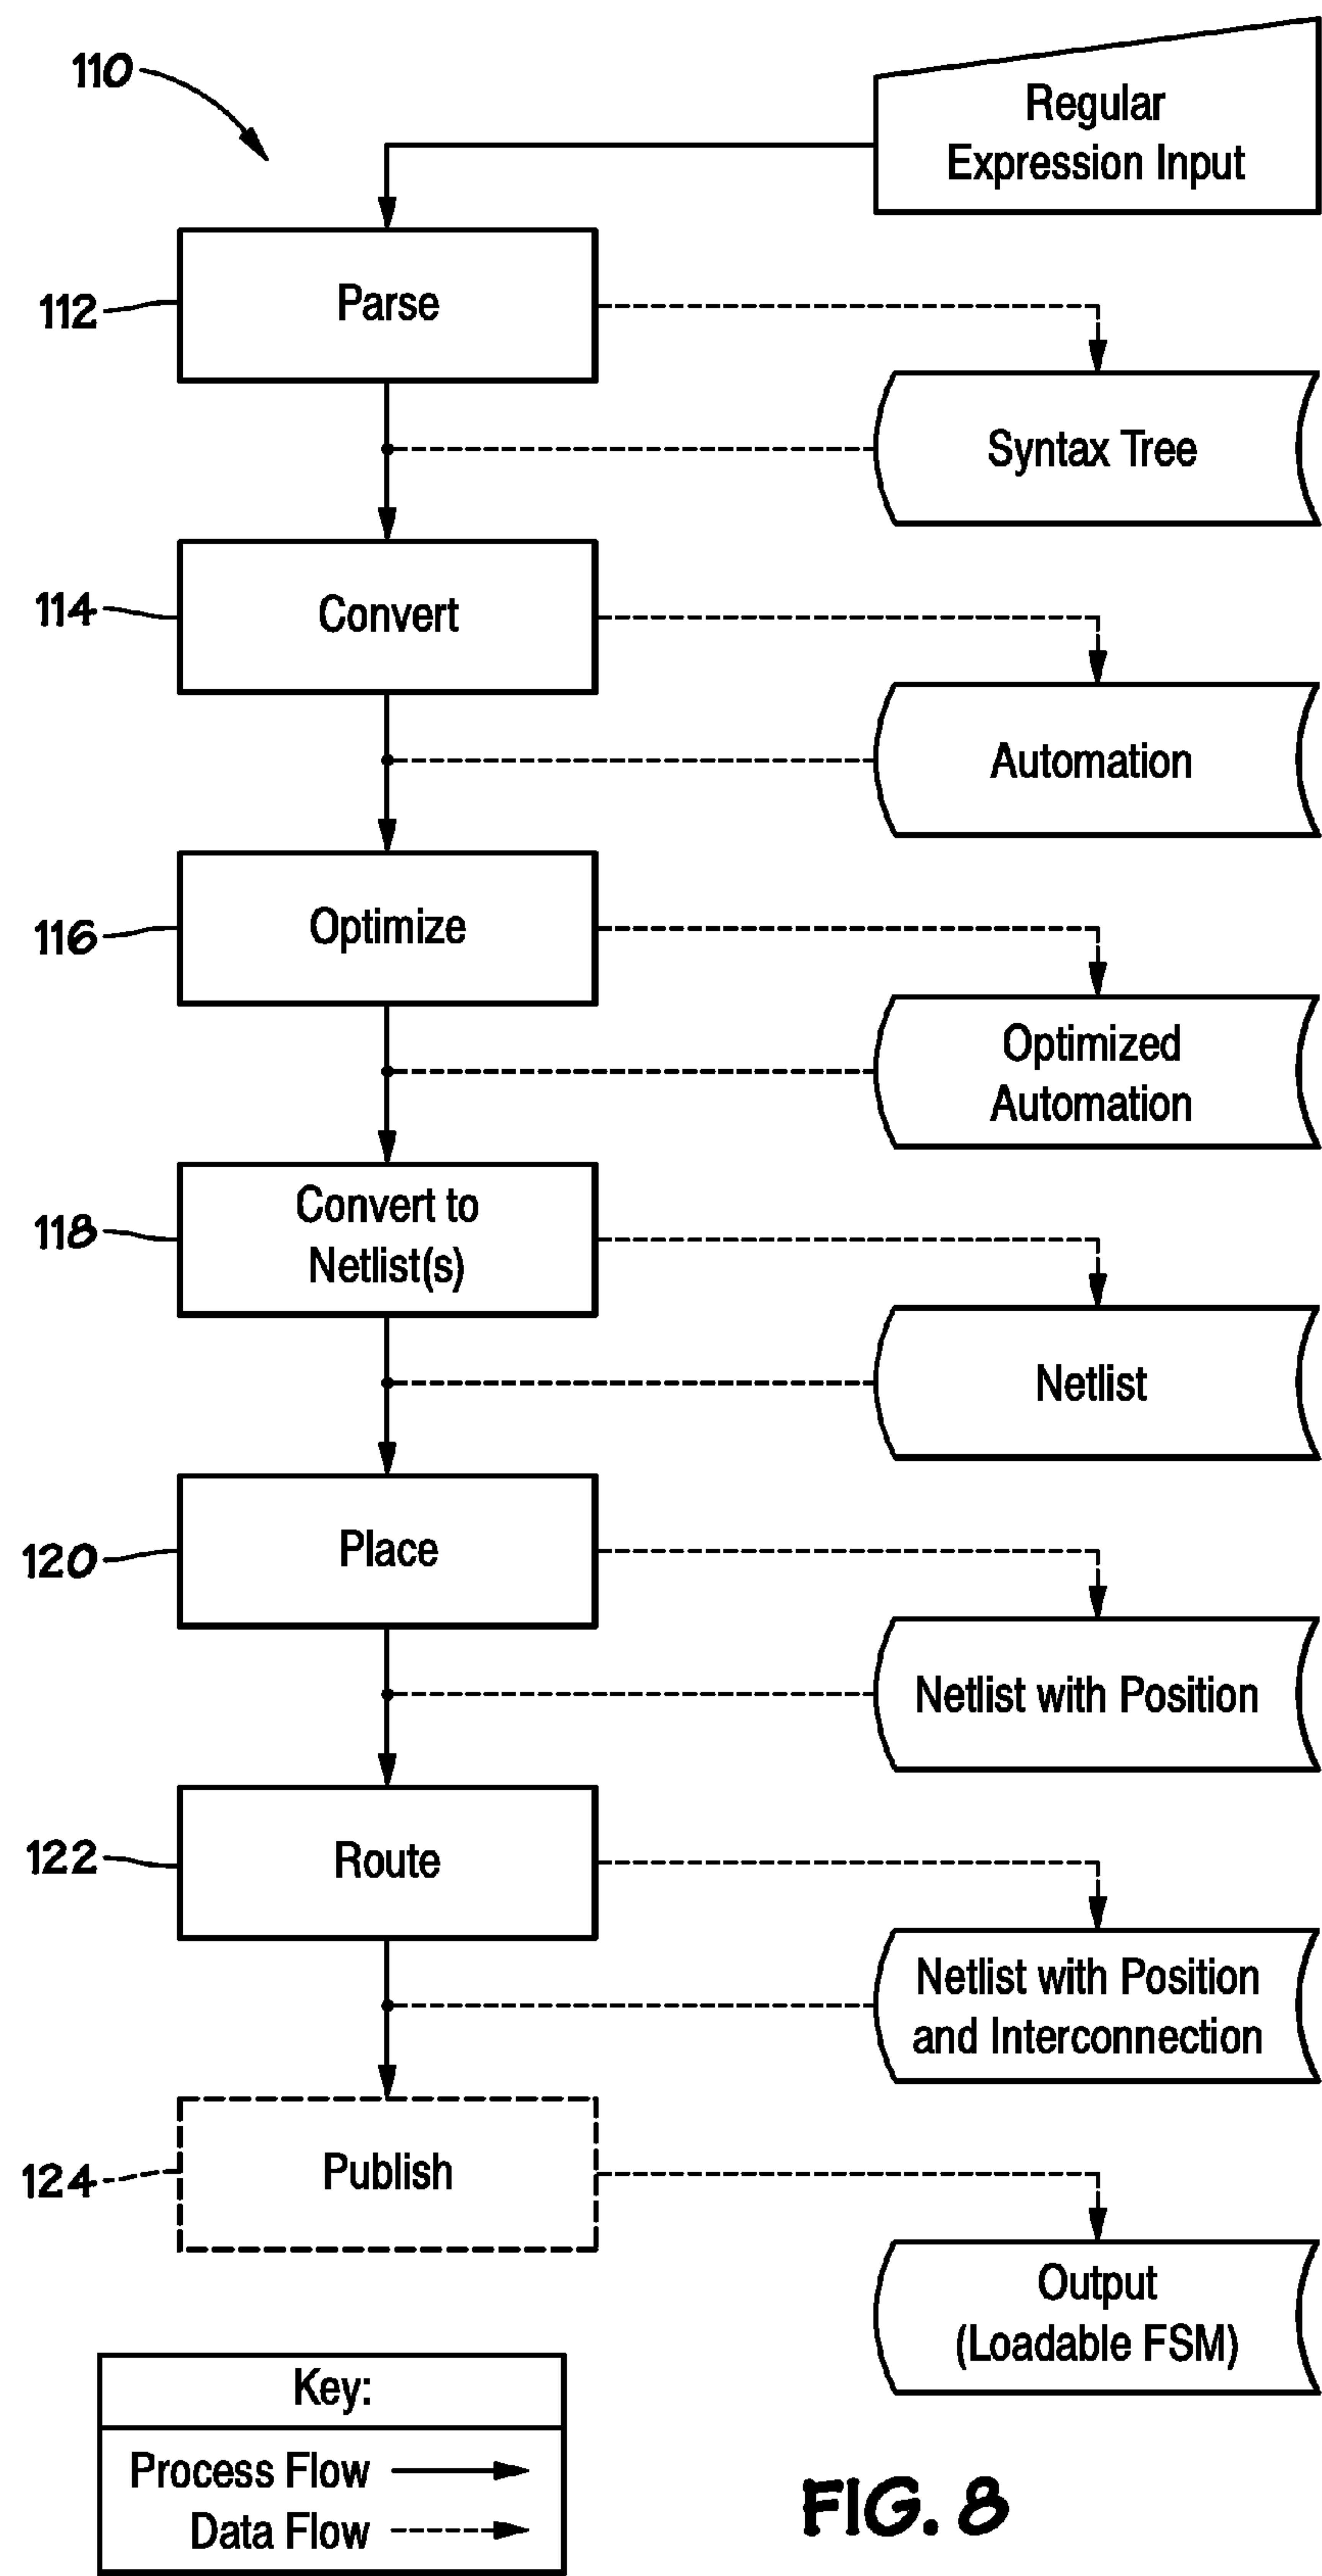 110
Regular
Expression Input
112
Parse
Syntax Tree
114
Convert
Automation
116
Optimize
Optimized
Automation
118
Convert to
Netlist(s)
Netlist
120
Place
Netlist with Position
122
Route
Netlist with Position
and Interconnection
124
Publish
Output
(Loadable FSM)
Key:
Process Flow
Data Flow
FIG. 8